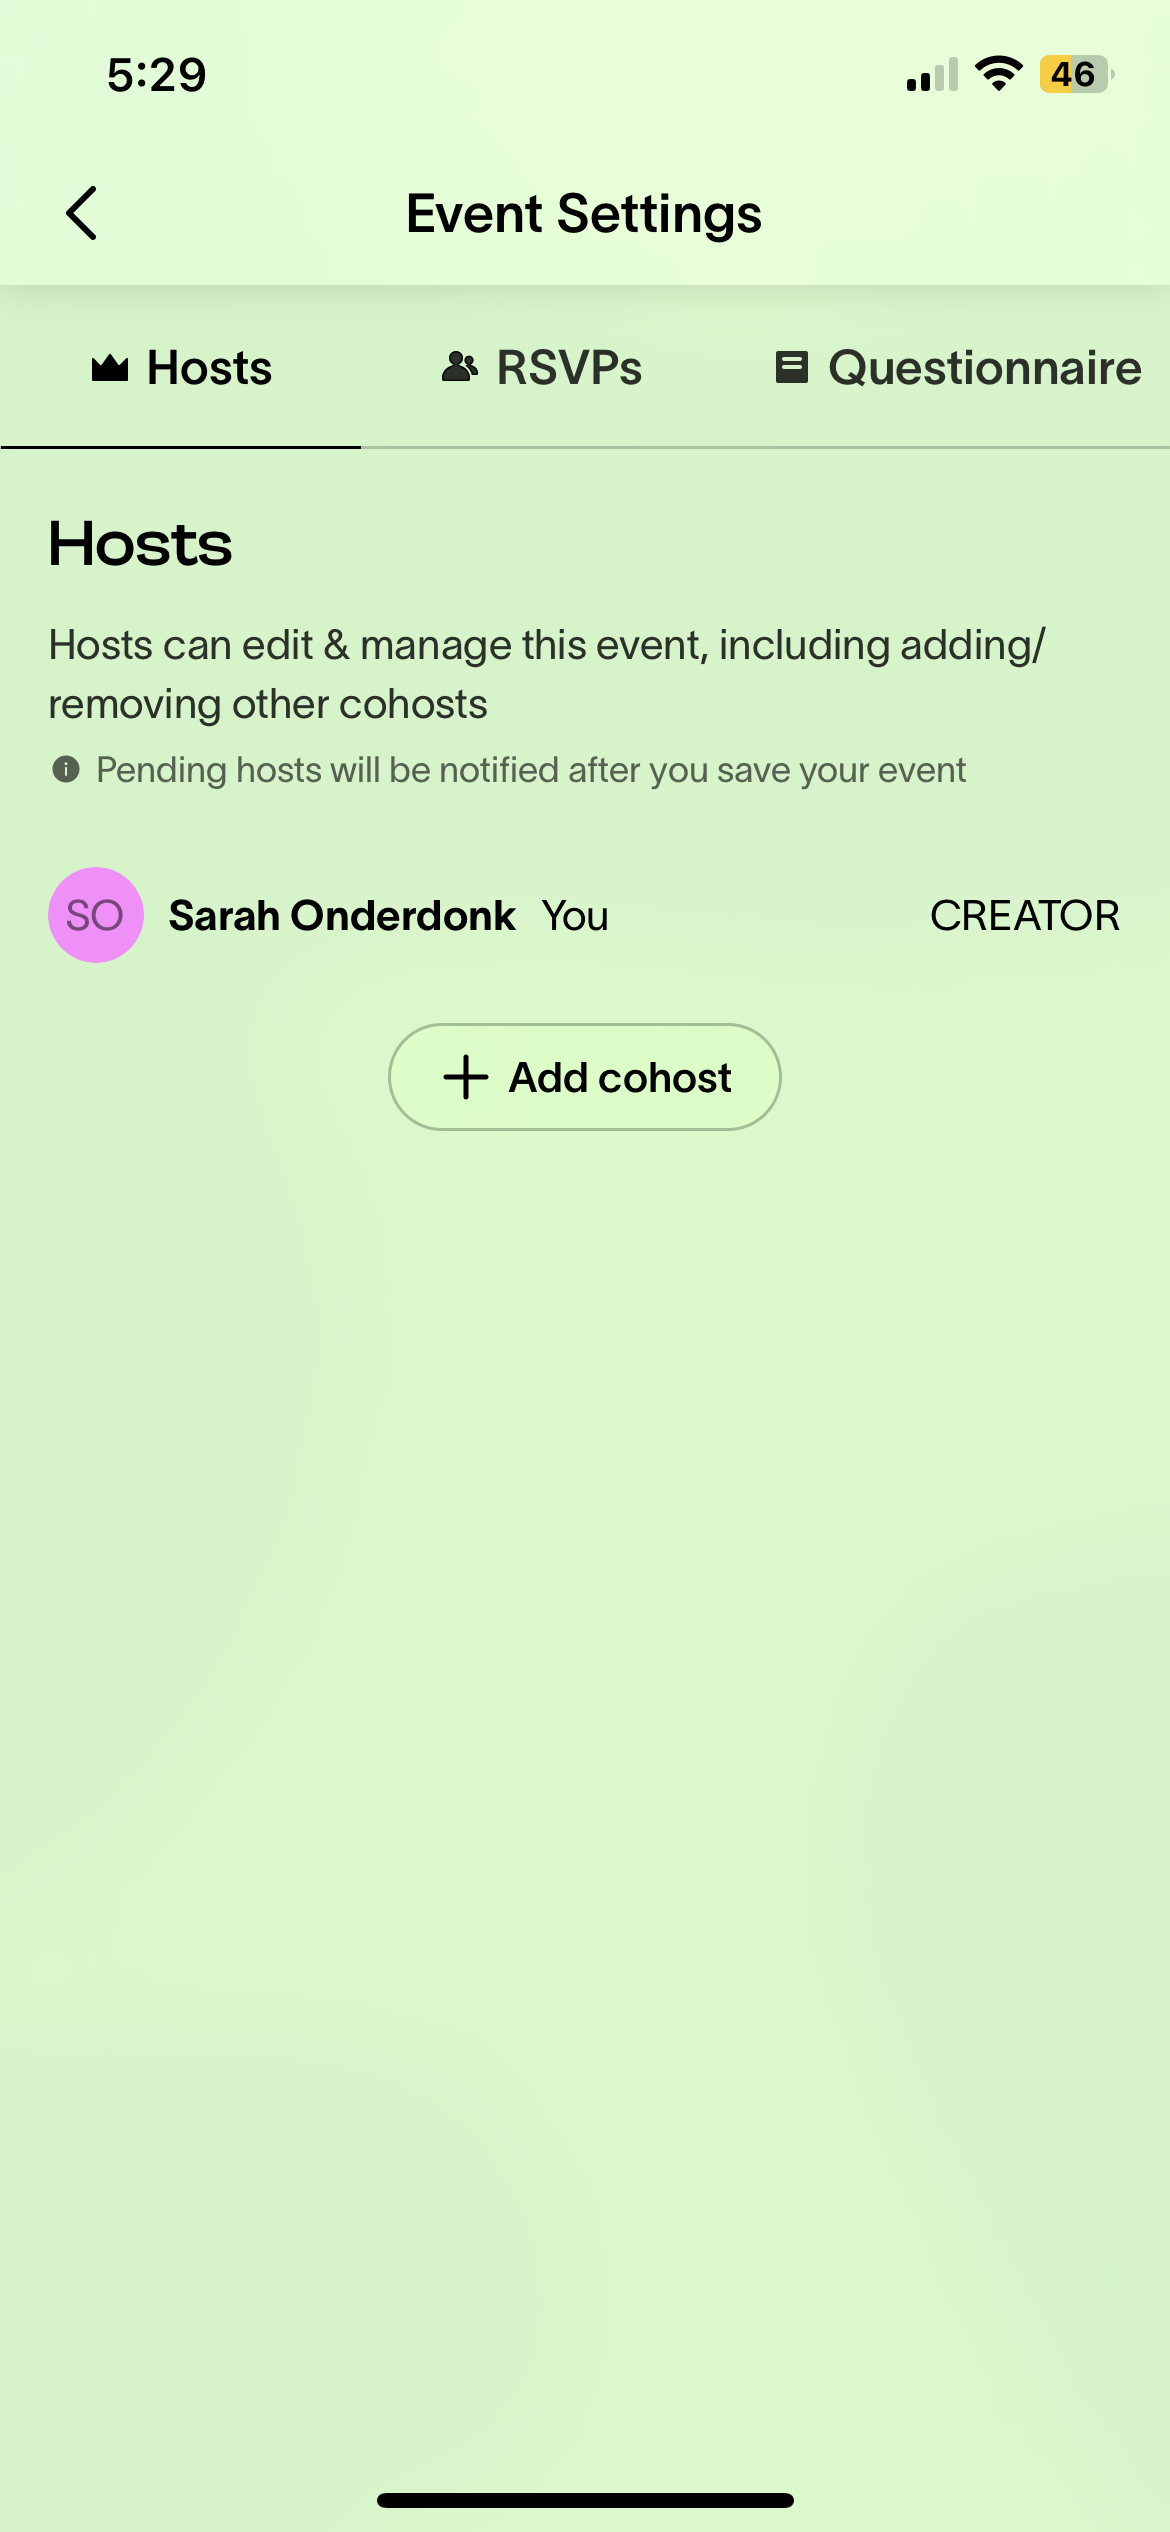 5:29
46
Event Settings
Hosts
RSVPs
Questionnaire
Hosts
Hosts can edit & manage this event, including adding/
removing other cohosts
Pending hosts will be notified after you save your event
SO Sarah Onderdonk You CREATOR
Add cohost